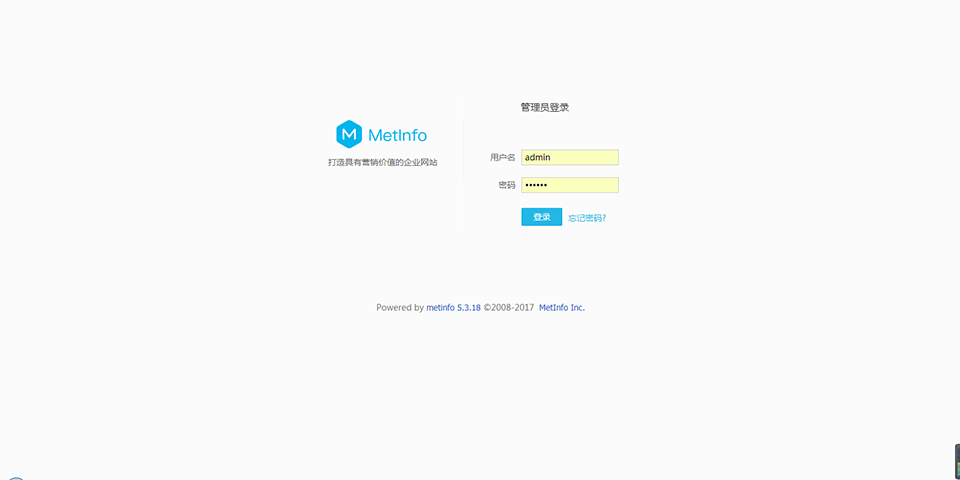 管理员登录
MetInfo
打造具有营销价值的企业网站
用户名 admin
密码 ••••••
登录 忘记密码?
Powered by metinfo 5.3.18 ©2008-2017 MetInfo Inc.